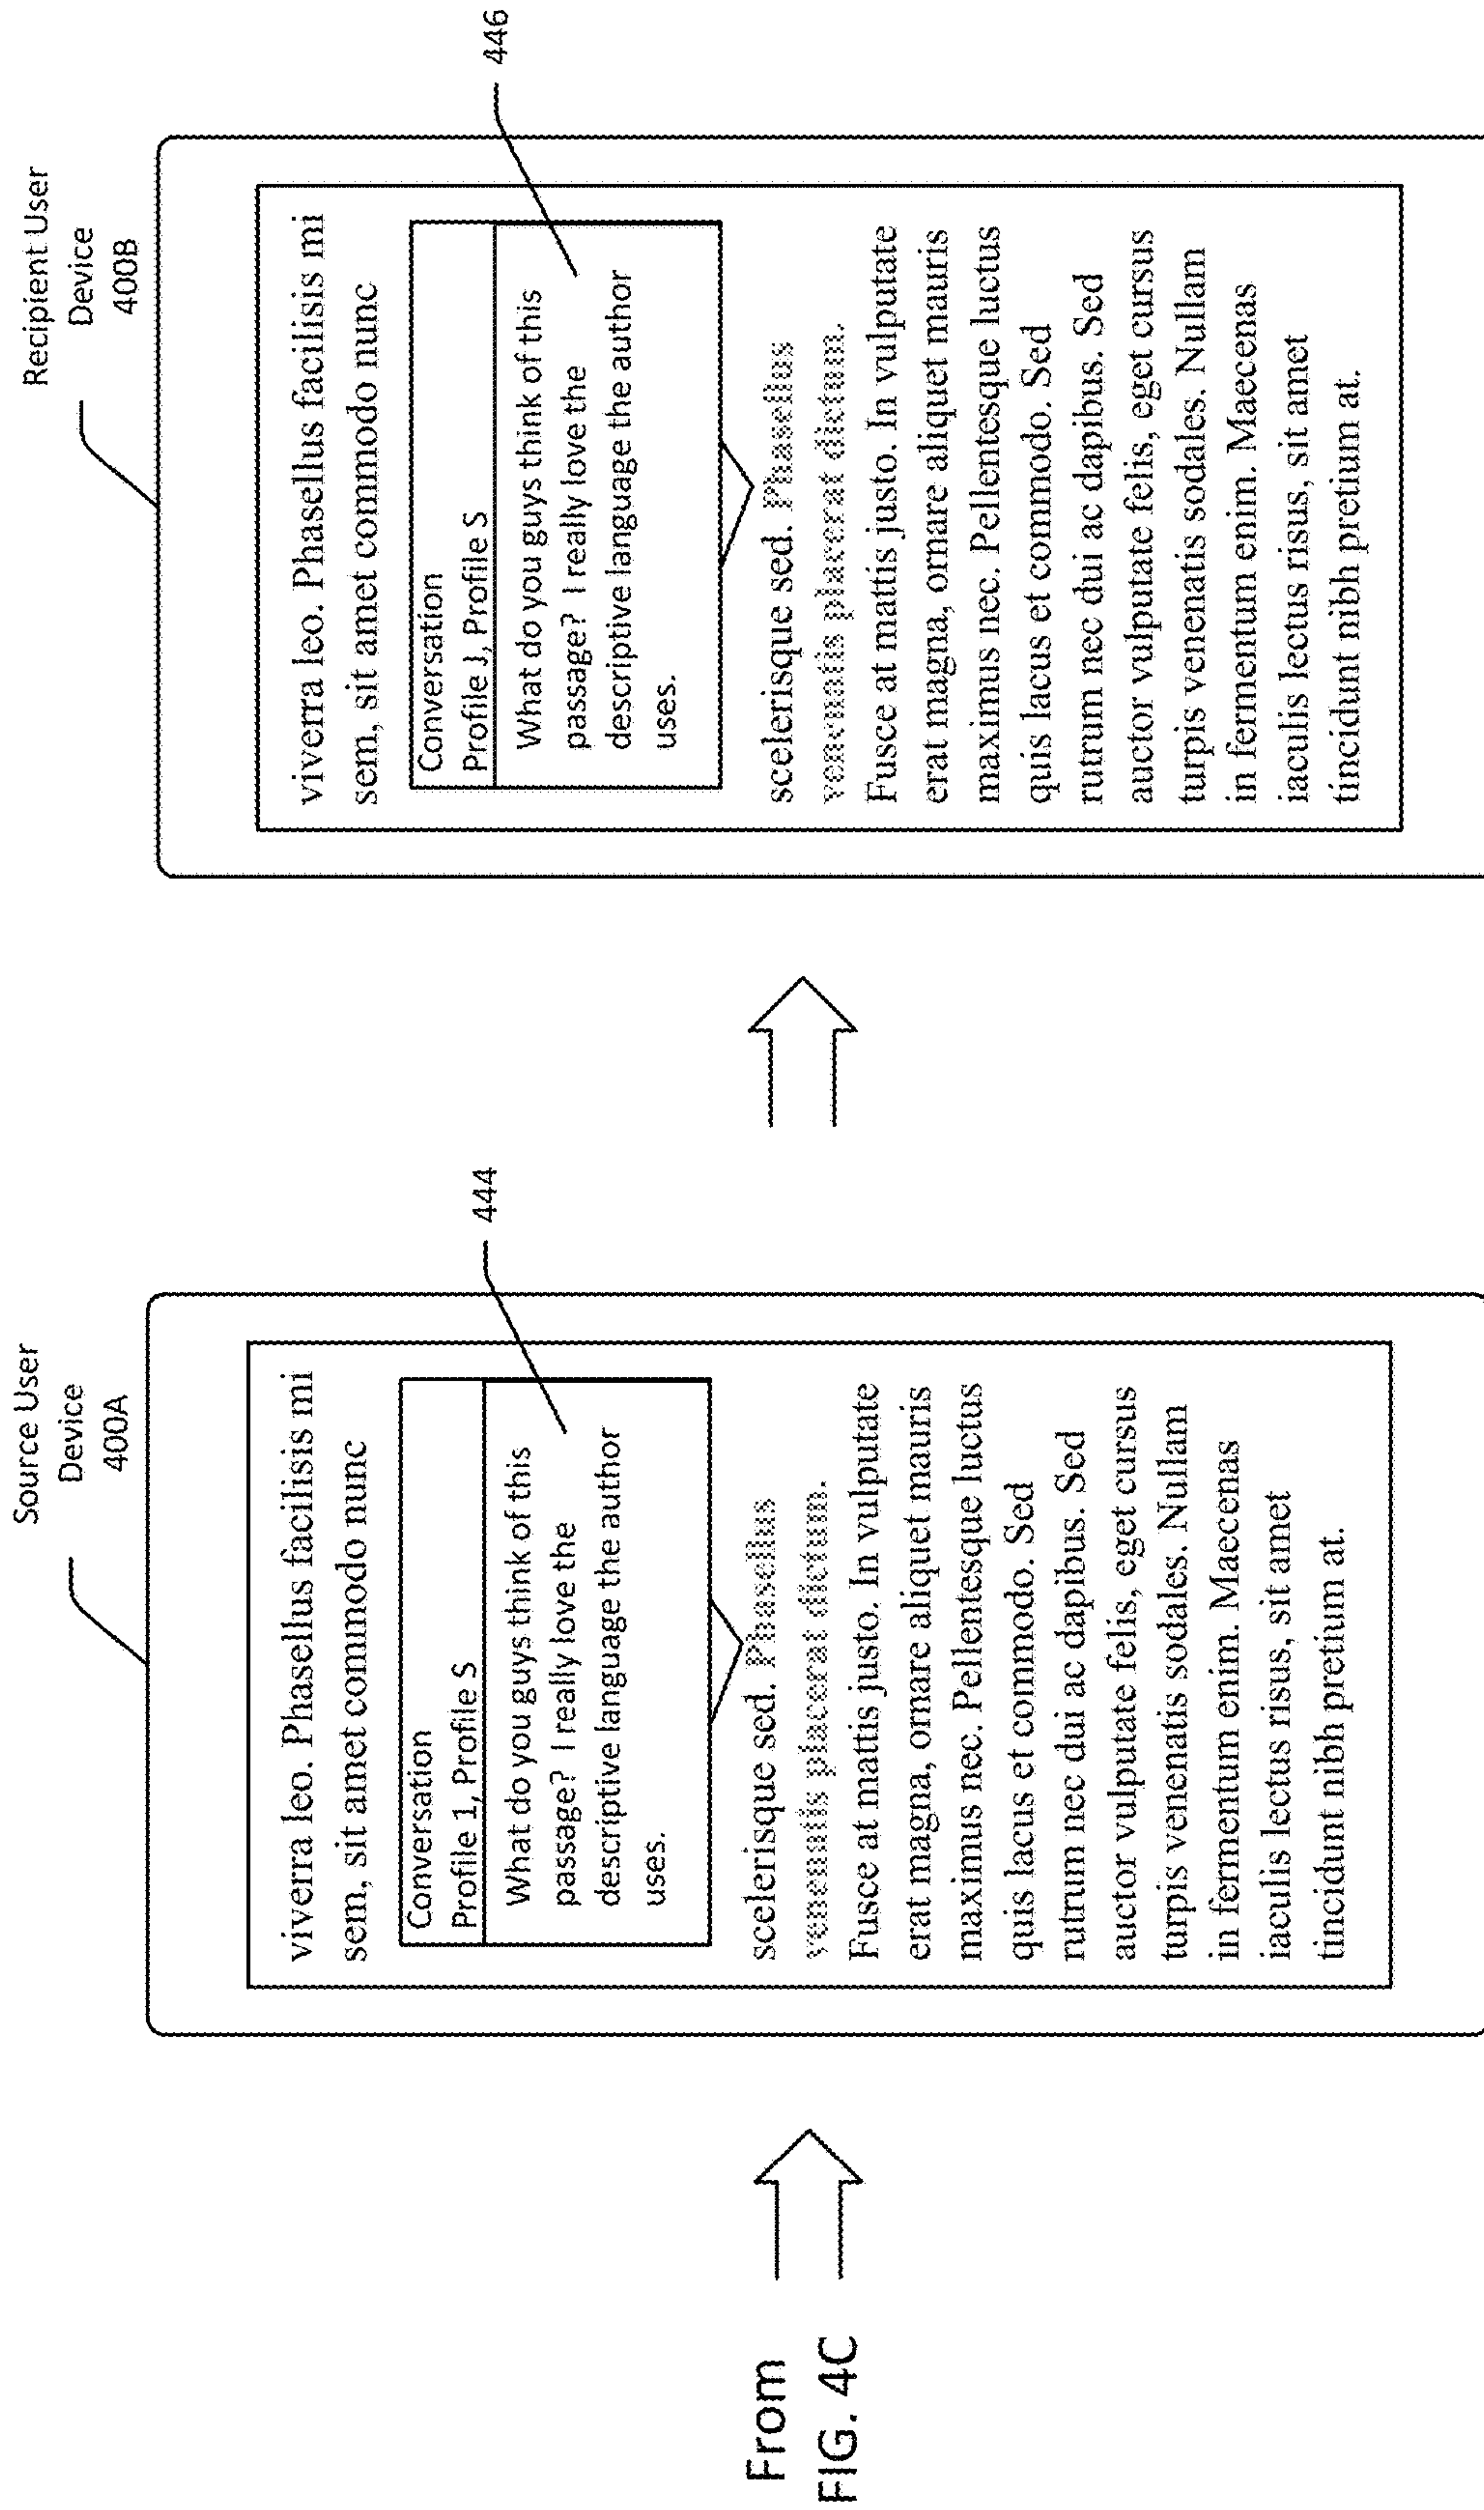 From
FIG. 4C
Source User
Device
400A
viverra leo. Phasellus facilisis mi
sem, sit amet commodo nunc
Conversation
Profile 1, Profile S
What do you guys think of this
passage? I really love the
descriptive language the author
uses.
444
scelerisque sed. Phasellus
venenatis placerat dictum.
Fusce at mattis justo. In vulputate
erat magna, ornare aliquet mauris
maximus nec. Pellentesque luctus
quis lacus et commodo. Sed
rutrum nec dui ac dapibus. Sed
auctor vulputate felis, eget cursus
turpis venenatis sodales. Nullam
in fermentum enim. Maecenas
iaculis lectus risus, sit amet
tincidunt nibh pretium at.
Recipient User
Device
400B
viverra leo. Phasellus facilisis mi
sem, sit amet commodo nunc
Conversation
Profile J, Profile S
What do you guys think of this
passage? I really love the
descriptive language the author
uses.
446
scelerisque sed. Phasellus
venenatis placerat dictum.
Fusce at mattis justo. In vulputate
erat magna, ornare aliquet mauris
maximus nec. Pellentesque luctus
quis lacus et commodo. Sed
rutrum nec dui ac dapibus. Sed
auctor vulputate felis, eget cursus
turpis venenatis sodales. Nullam
in fermentum enim. Maecenas
iaculis lectus risus, sit amet
tincidunt nibh pretium at.